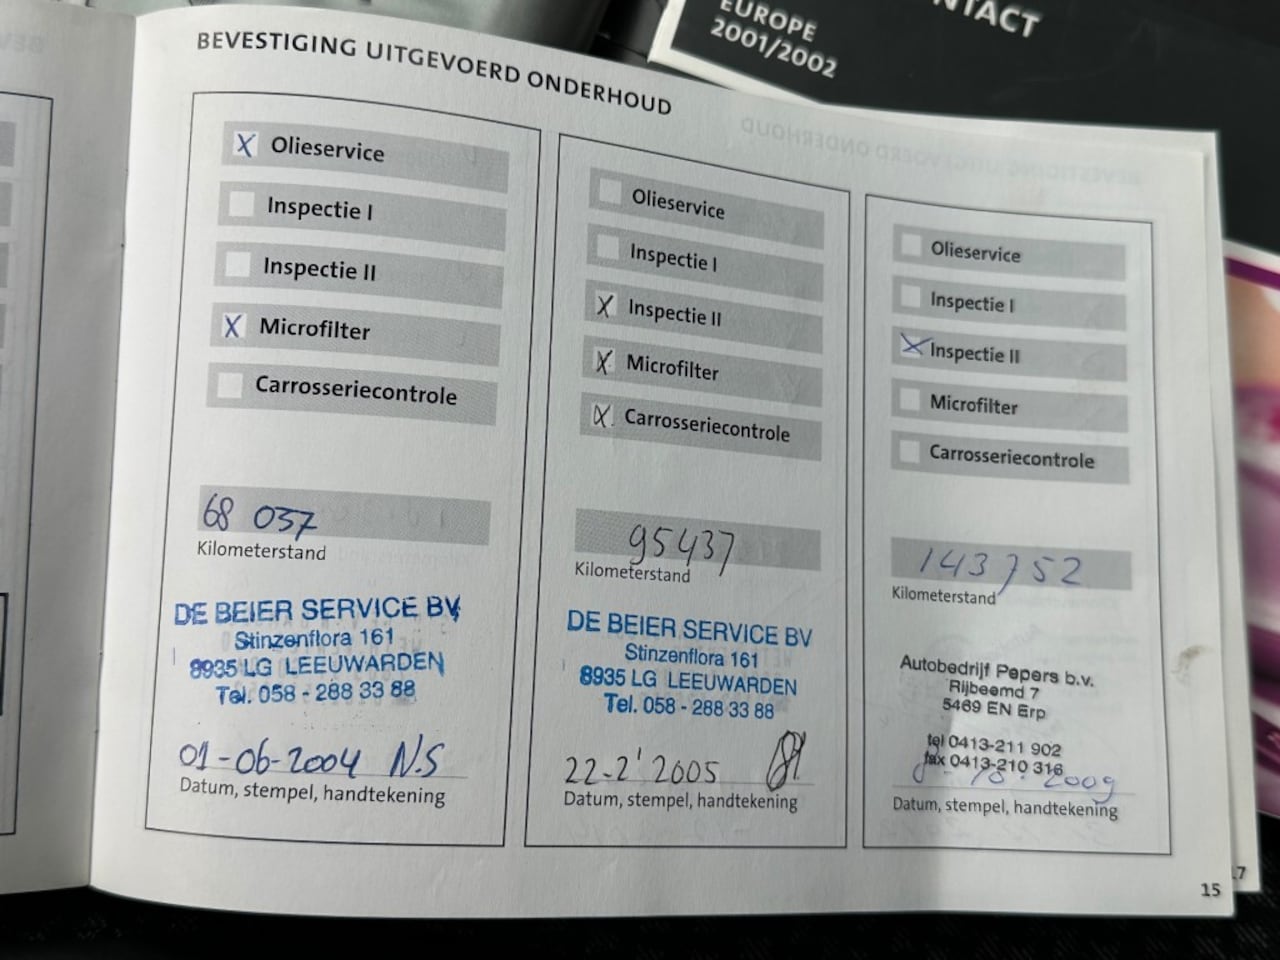 NTACT
EUROPE
2001/2002
BEVESTIGING UITGEVOERD ONDERHOUD
X Olieservice
Inspectie I
Inspectie II
X Microfilter
Carrosseriecontrole
68 037
Kilometerstand
DE BEIER SERVICE BV
Stinzenflora 161
8935 LG LEEUWARDEN
Tel. 058 - 288 33 88
01-06-2004 N.S
Datum, stempel, handtekening
Olieservice
Inspectie I
X Inspectie II
X Microfilter
X Carrosseriecontrole
95437
Kilometerstand
DE BEIER SERVICE BV
Stinzenflora 161
8935 LG LEEUWARDEN
Tel. 058 - 288 33 88
22-2' 2005
Datum, stempel, handtekening
Olieservice
Inspectie I
X Inspectie II
Microfilter
Carrosseriecontrole
143752
Kilometerstand
Autobedrijf Pepers b.v.
Rijbeemd 7
5469 EN Erp
tel 0413-211 902
fax 0413-210 316
2009
Datum, stempel, handtekening
15